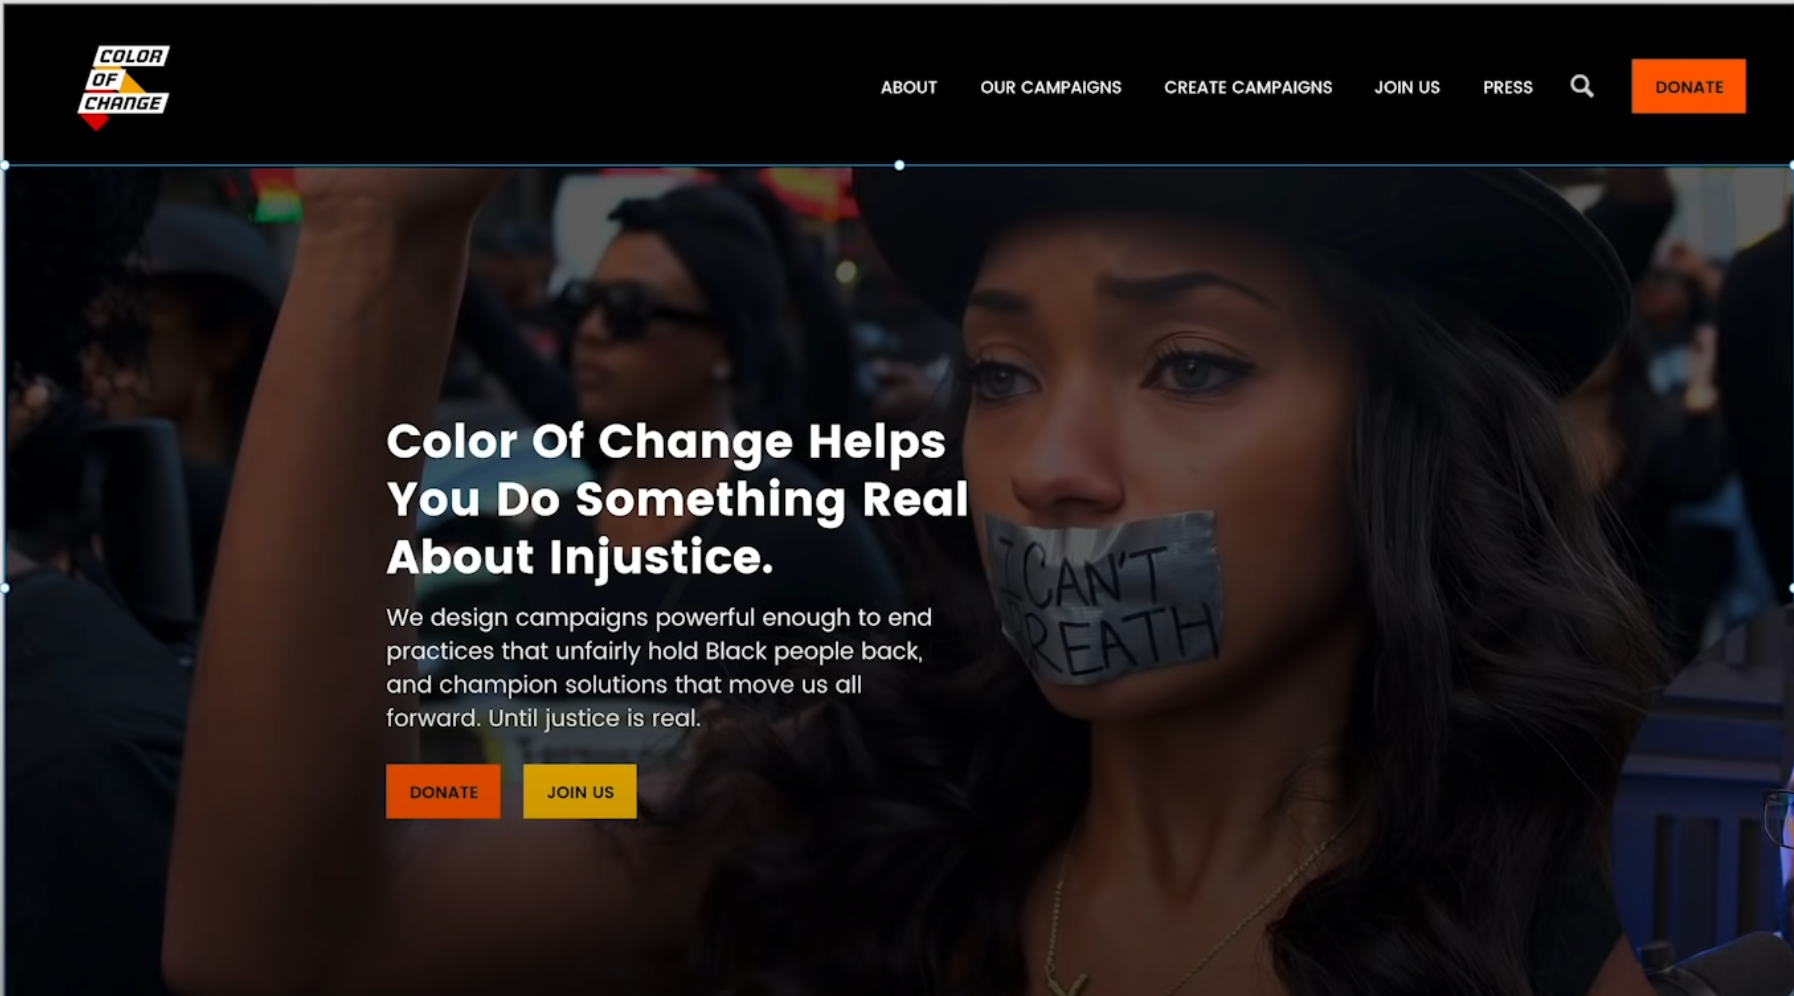 COLOR
OF
CHANGE
ABOUT
OUR CAMPAIGNS
CREATE CAMPAIGNS
JOIN US
PRESS
DONATE
Color Of Change Helps
You Do Something Real
About Injustice.
We design campaigns powerful enough to end
practices that unfairly hold Black people back,
and champion solutions that move us all
forward. Until justice is real.
DONATE
JOIN US
I CAN'T
BREATH